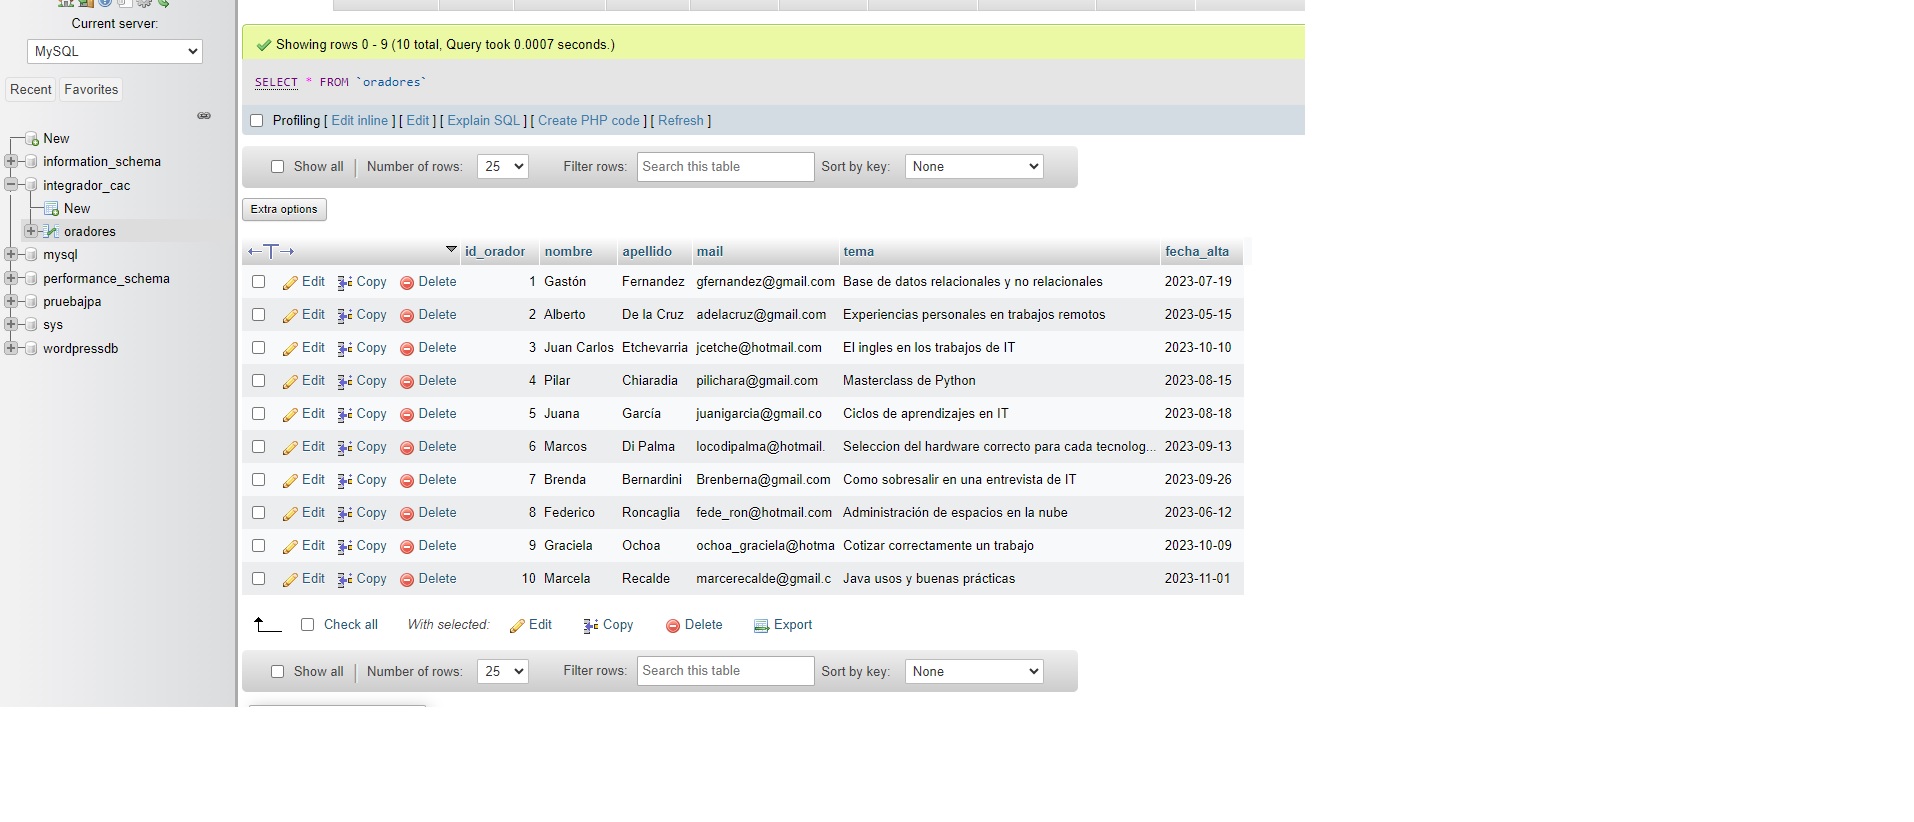 Current server:
MySQL
Recent Favorites
New
information_schema
integrador_cac
New
oradores
mysql
performance_schema
pruebajpa
sys
wordpressdb
Showing rows 0 - 9 (10 total, Query took 0.0007 seconds.)
SELECT * FROM `oradores`
Profiling [ Edit inline ] [ Edit ] [ Explain SQL ] [ Create PHP code ] [ Refresh ]
Show all Number of rows: 25 Filter rows: Search this table Sort by key: None
Extra options
id_orador nombre apellido mail tema fecha_alta
Edit Copy Delete 1 Gastón Fernandez gfernandez@gmail.com Base de datos relacionales y no relacionales 2023-07-19
Edit Copy Delete 2 Alberto De la Cruz adelacruz@gmail.com Experiencias personales en trabajos remotos 2023-05-15
Edit Copy Delete 3 Juan Carlos Etchevarria jcetche@hotmail.com El ingles en los trabajos de IT 2023-10-10
Edit Copy Delete 4 Pilar Chiaradia pilichara@gmail.com Masterclass de Python 2023-08-15
Edit Copy Delete 5 Juana García juanigarcia@gmail.co Ciclos de aprendizajes en IT 2023-08-18
Edit Copy Delete 6 Marcos Di Palma locodipalma@hotmail. Seleccion del hardware correcto para cada tecnolog... 2023-09-13
Edit Copy Delete 7 Brenda Bernardini Brenberna@gmail.com Como sobresalir en una entrevista de IT 2023-09-26
Edit Copy Delete 8 Federico Roncaglia fede_ron@hotmail.com Administración de espacios en la nube 2023-06-12
Edit Copy Delete 9 Graciela Ochoa ochoa_graciela@hotma Cotizar correctamente un trabajo 2023-10-09
Edit Copy Delete 10 Marcela Recalde marcerecalde@gmail.c Java usos y buenas prácticas 2023-11-01
Check all With selected: Edit Copy Delete Export
Show all Number of rows: 25 Filter rows: Search this table Sort by key: None